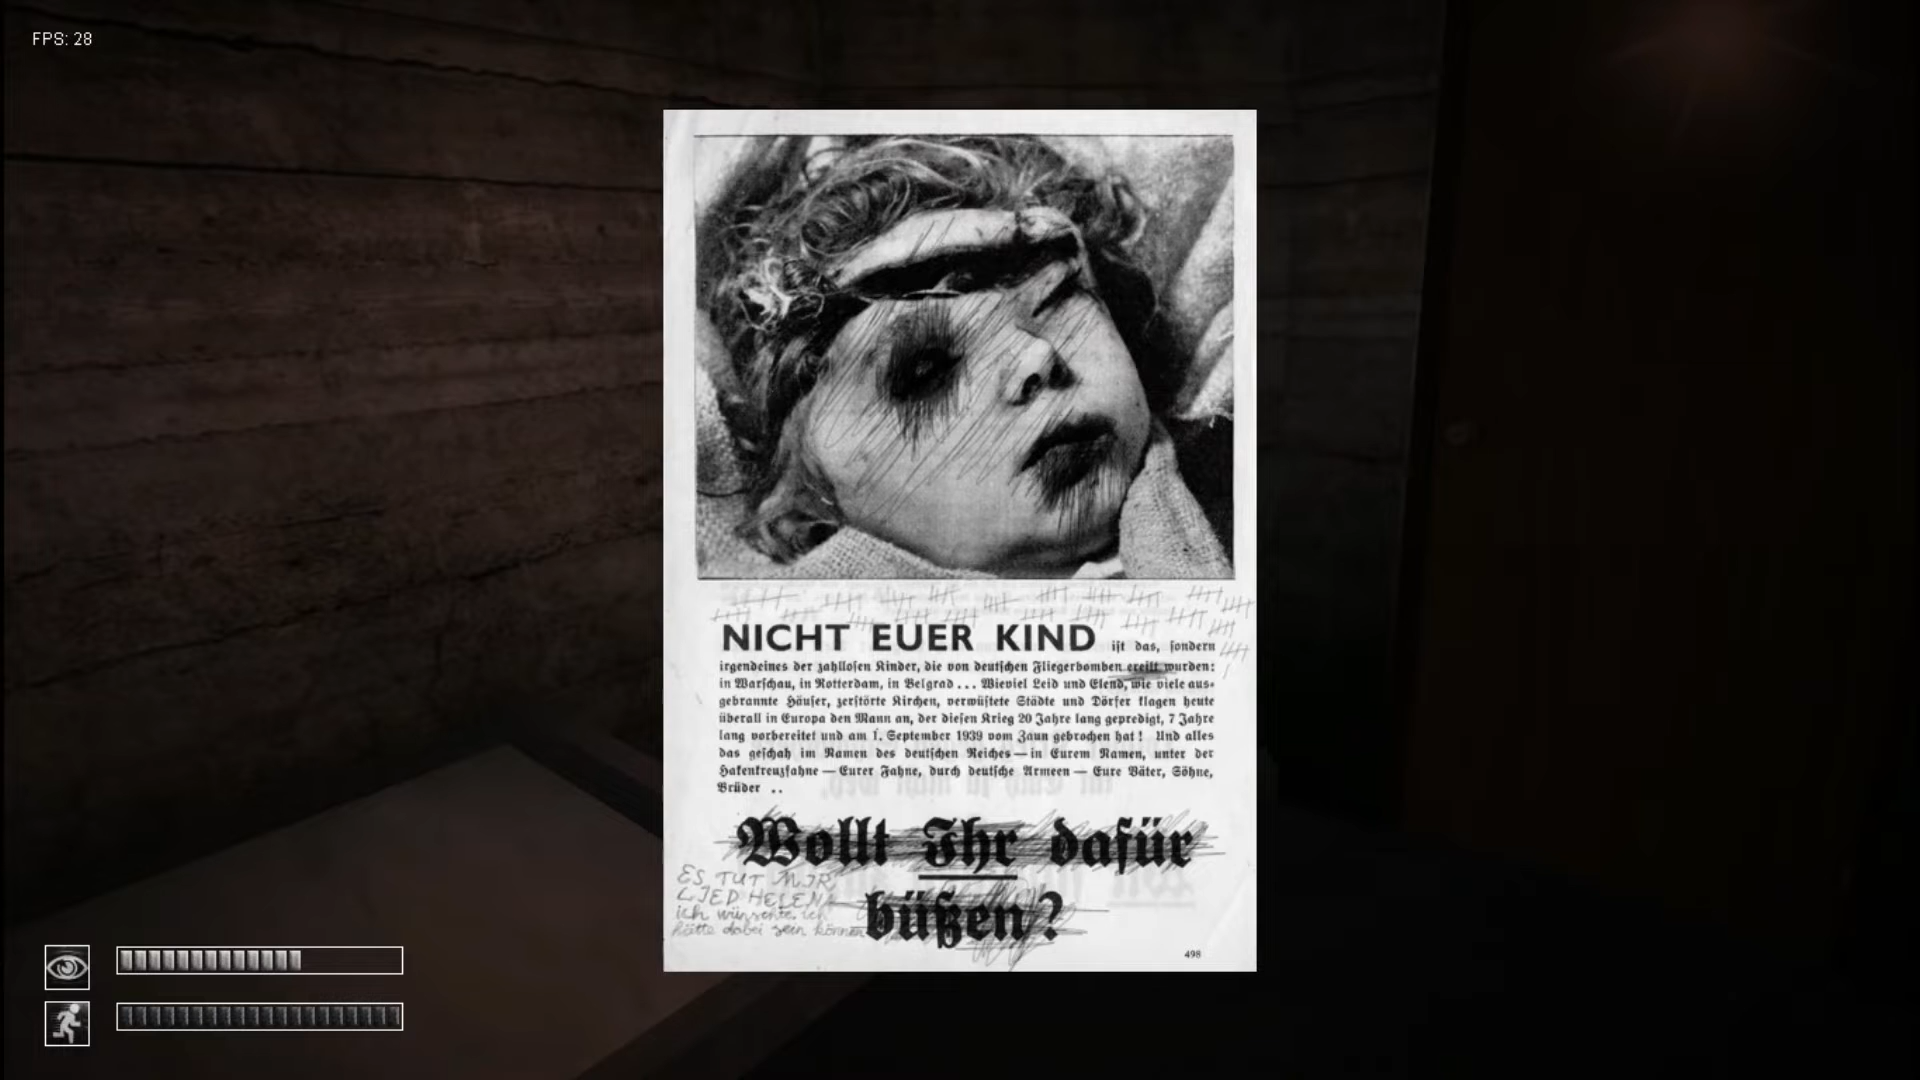 FPS: 28
NICHT EUER KIND ist das, sondern
irgendeines der zahllosen Kinder, die von deutschen Fliegerbomben ereilt wurden:
in Warschau, in Rotterdam, in Belgrad ... Wieviel Leid und Elend, wie viele aus-
gebrannte Häuser, zerstörte Kirchen, verwüstete Städte und Dörfer klagen heute
überall in Europa den Mann an, der diesen Krieg 20 Jahre lang gepredigt, 7 Jahre
lang vorbereitet und am 1. September 1939 vom Zaun gebrochen hat! Und alles
das geschah im Namen des deutschen Reiches — in Eurem Namen, unter der
Hakenkreuzfahne — Eurer Fahne, durch deutsche Armeen — Eure Väter, Söhne,
Brüder ..
Wollt Ihr dafür
büßen?
ES TUT MIR
LIED HELENA
ich wünschte, ich
hätte dabei sein können
498